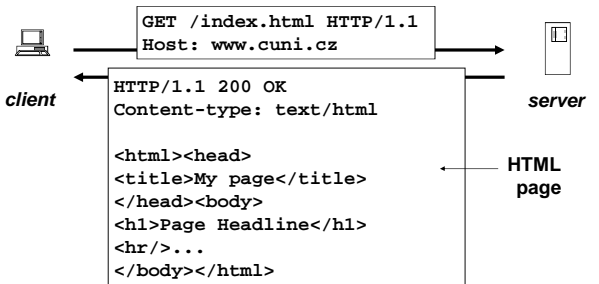 GET /index.html HTTP/1.1
Host: www.cuni.cz
client
server
HTTP/1.1 200 OK
Content-type: text/html
<html><head>
<title>My page</title>
</head><body>
<h1>Page Headline</h1>
<hr/>...
</body></html>
HTML
page